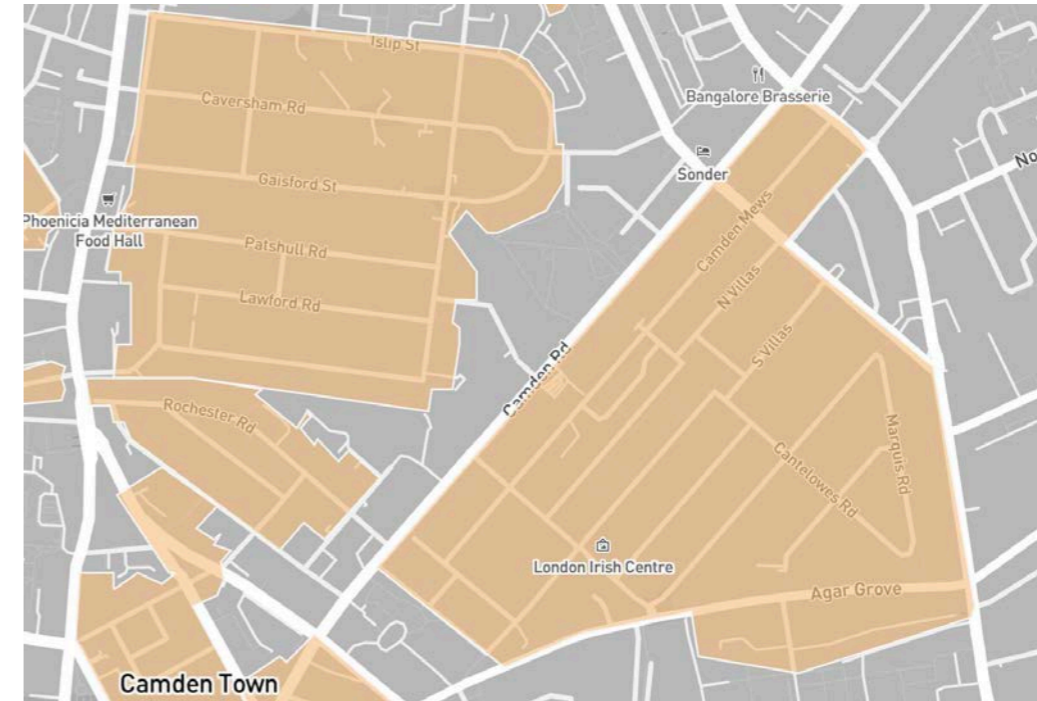 Islip St
Bangalore Brasserie
Caversham Rd
No
Sonder
Gaisford St
Camden Mews
Phoenicia Mediterranean
Food Hall
Patshull Rd
N Villas
Lawford Rd
S Villas
Camden Rd
Rochester Rd
Marquis Rd
Cantelowes Rd
London Irish Centre
Agar Grove
Camden Town